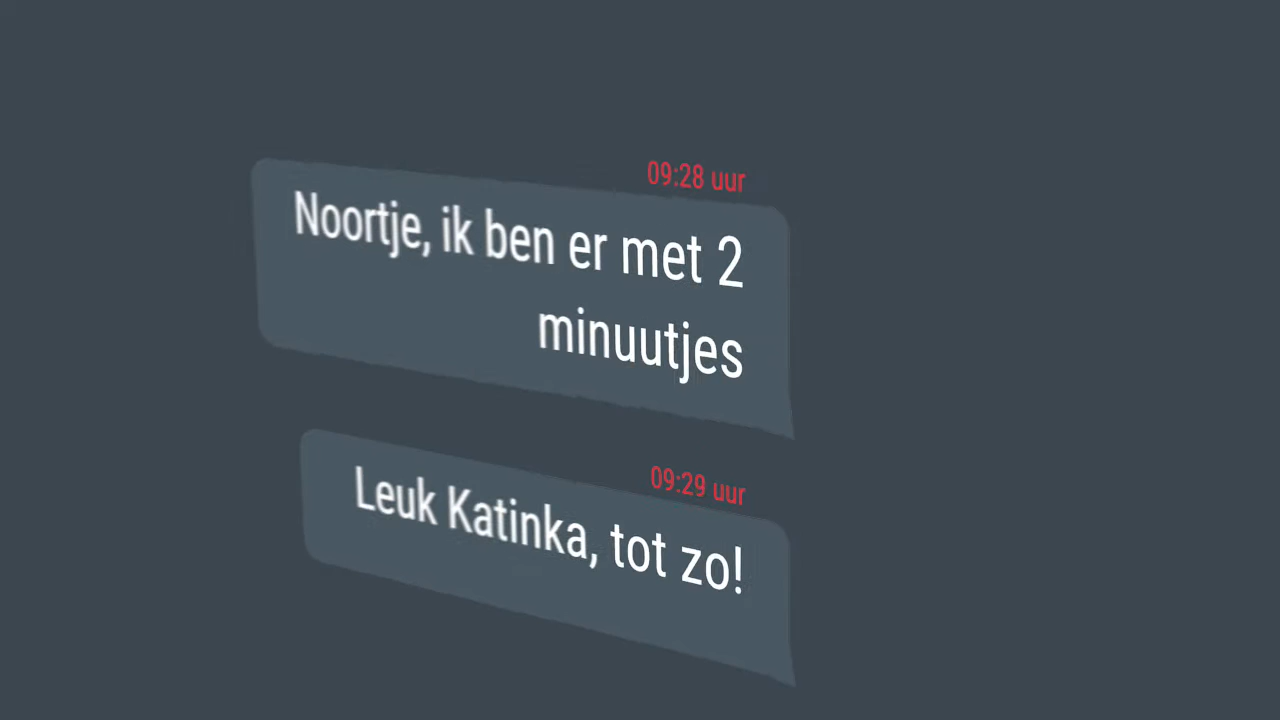 09:28 uur
Noortje, ik ben er met 2
minuutjes
09:29 uur
Leuk Katinka, tot zo!